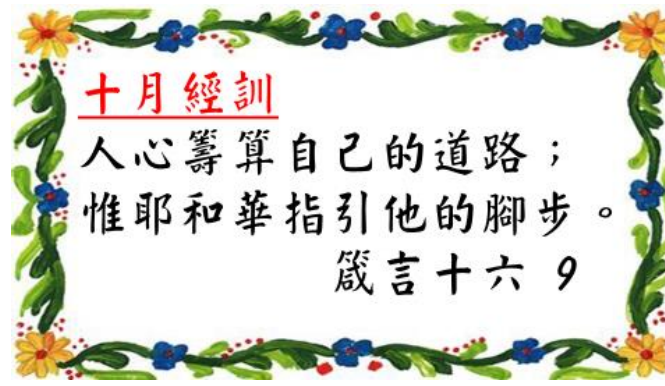 十月經訓
人心籌算自己的道路；
惟耶和華指引他的腳步。
箴言十六 9